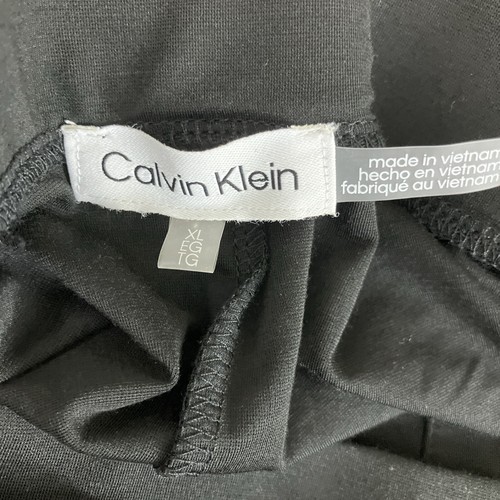 Calvin Klein
XL
EG
TG
made in vietnam
hecho en vietnam
fabriqué au vietnam